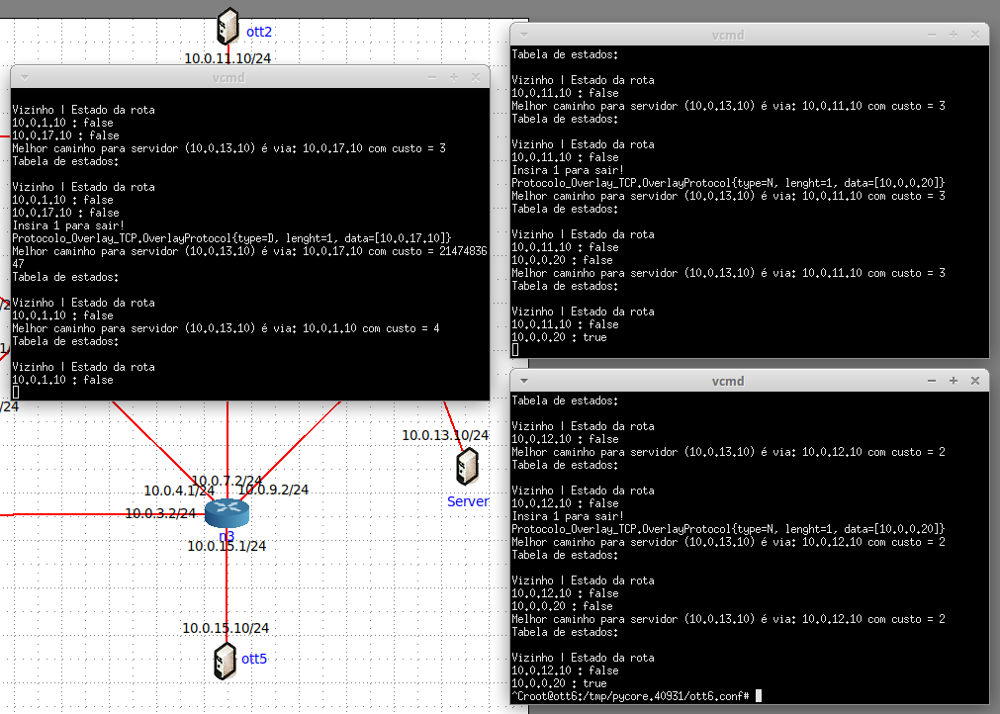 ott2
10.0.11.10/24
vcmd
Vizinho | Estado da rota
10.0.1.10 : false
10.0.17.10 : false
Melhor caminho para servidor (10.0.13.10) é via: 10.0.17.10 com custo = 3
Tabela de estados:
Vizinho | Estado da rota
10.0.1.10 : false
10.0.17.10 : false
Insira 1 para sair!
Protocolo_Overlay_TCP.OverlayProtocol{type=D, lenght=1, data=[10.0.17.10]}
Melhor caminho para servidor (10.0.13.10) é via: 10.0.17.10 com custo = 21474836
47
Tabela de estados:
Vizinho | Estado da rota
10.0.1.10 : false
Melhor caminho para servidor (10.0.13.10) é via: 10.0.1.10 com custo = 4
Tabela de estados:
Vizinho | Estado da rota
10.0.1.10 : false
vcmd
Tabela de estados:
Vizinho | Estado da rota
10.0.11.10 : false
Melhor caminho para servidor (10.0.13.10) é via: 10.0.11.10 com custo = 3
Tabela de estados:
Vizinho | Estado da rota
10.0.11.10 : false
Insira 1 para sair!
Protocolo_Overlay_TCP.OverlayProtocol{type=N, lenght=1, data=[10.0.0.20]}
Melhor caminho para servidor (10.0.13.10) é via: 10.0.11.10 com custo = 3
Tabela de estados:
Vizinho | Estado da rota
10.0.11.10 : false
10.0.0.20 : false
Melhor caminho para servidor (10.0.13.10) é via: 10.0.11.10 com custo = 3
Tabela de estados:
Vizinho | Estado da rota
10.0.11.10 : false
10.0.0.20 : true
vcmd
Tabela de estados:
Vizinho | Estado da rota
10.0.12.10 : false
Melhor caminho para servidor (10.0.13.10) é via: 10.0.12.10 com custo = 2
Tabela de estados:
Vizinho | Estado da rota
10.0.12.10 : false
Insira 1 para sair!
Protocolo_Overlay_TCP.OverlayProtocol{type=N, lenght=1, data=[10.0.0.20]}
Melhor caminho para servidor (10.0.13.10) é via: 10.0.12.10 com custo = 2
Tabela de estados:
Vizinho | Estado da rota
10.0.12.10 : false
10.0.0.20 : false
Melhor caminho para servidor (10.0.13.10) é via: 10.0.12.10 com custo = 2
Tabela de estados:
Vizinho | Estado da rota
10.0.12.10 : false
10.0.0.20 : true
^Croot@ott6:/tmp/pycore.40931/ott6.conf#
/24
10.0.13.10/24
Server
10.0.7.2/24
10.0.4.1/24
10.0.9.2/24
10.0.3.2/24
n3
10.0.15.1/24
10.0.15.10/24
ott5